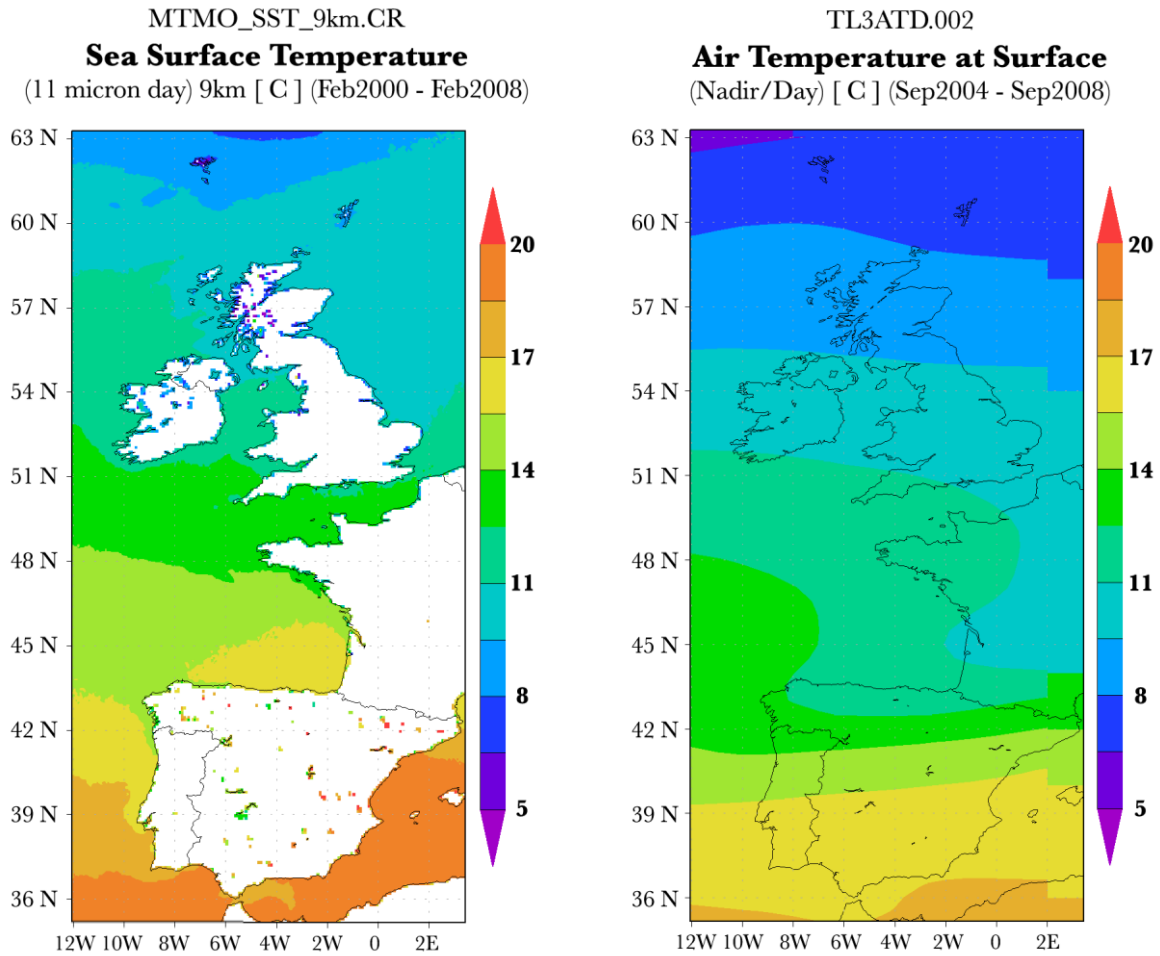 MTMO_SST_9km.CR
Sea Surface Temperature
(11 micron day) 9km [ C ] (Feb2000 - Feb2008)
63 N
60 N
57 N
54 N
51 N
48 N
45 N
42 N
39 N
36 N
12W 10W 8W 6W 4W 2W 0 2E
20
17
14
11
8
5
TL3ATD.002
Air Temperature at Surface
(Nadir/Day) [ C ] (Sep2004 - Sep2008)
63 N
60 N
57 N
54 N
51 N
48 N
45 N
42 N
39 N
36 N
12W 10W 8W 6W 4W 2W 0 2E
20
17
14
11
8
5